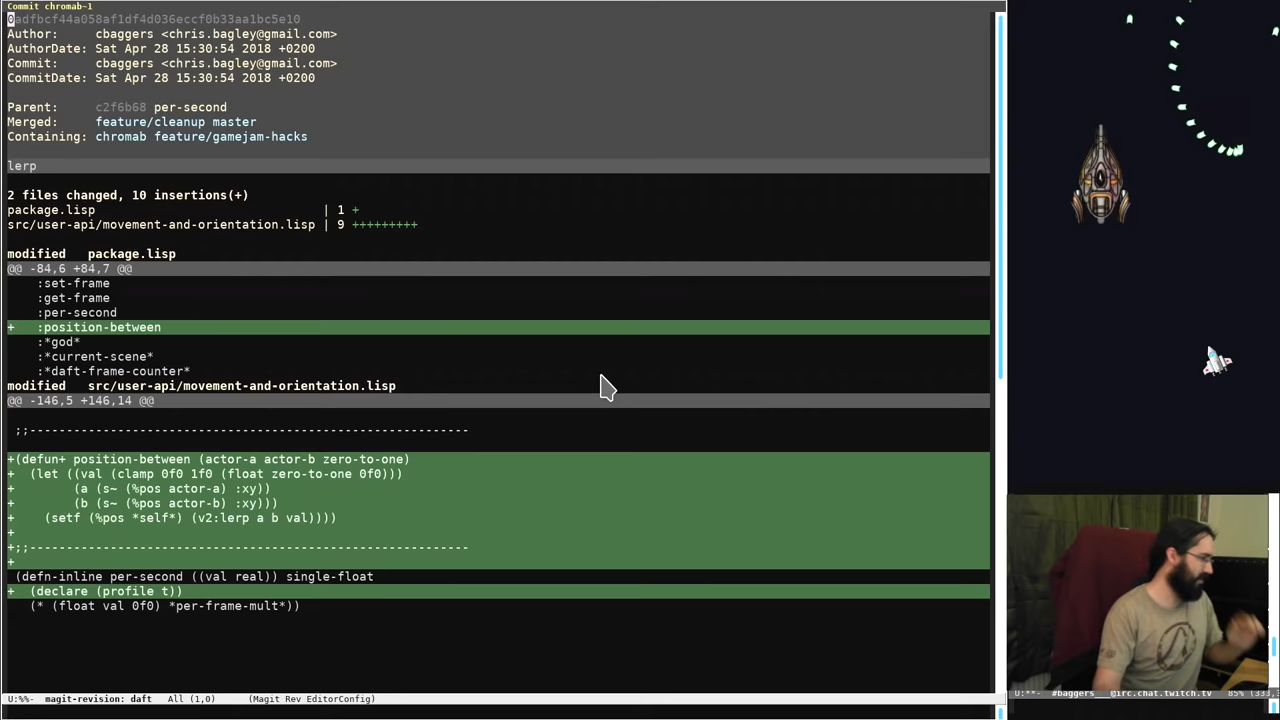 Commit chromab~1
0adfbcf44a058af1df4d036eccf0b33aa1bc5e10
Author:     cbaggers <chris.bagley@gmail.com>
AuthorDate: Sat Apr 28 15:30:54 2018 +0200
Commit:     cbaggers <chris.bagley@gmail.com>
CommitDate: Sat Apr 28 15:30:54 2018 +0200
Parent:     c2f6b68 per-second
Merged:     feature/cleanup master
Containing: chromab feature/gamejam-hacks
lerp
2 files changed, 10 insertions(+)
package.lisp                            | 1 +
src/user-api/movement-and-orientation.lisp | 9 +++++++++
modified   package.lisp
@@ -84,6 +84,7 @@
    :set-frame
    :get-frame
    :per-second
+   :position-between
    :*god*
    :*current-scene*
    :*daft-frame-counter*
modified   src/user-api/movement-and-orientation.lisp
@@ -146,5 +146,14 @@
 ;;------------------------------------------------------------
+(defun+ position-between (actor-a actor-b zero-to-one)
+  (let ((val (clamp 0f0 1f0 (float zero-to-one 0f0)))
+        (a (s~ (%pos actor-a) :xy))
+        (b (s~ (%pos actor-b) :xy)))
+    (setf (%pos *self*) (v2:lerp a b val))))
+
+;;------------------------------------------------------------
+
 (defn-inline per-second ((val real)) single-float
+  (declare (profile t))
   (* (float val 0f0) *per-frame-mult*))
U:%%-  magit-revision: daft   All (1,0)     (Magit Rev EditorConfig)
U:**-  #baggers___@irc.chat.twitch.tv   85% (333,